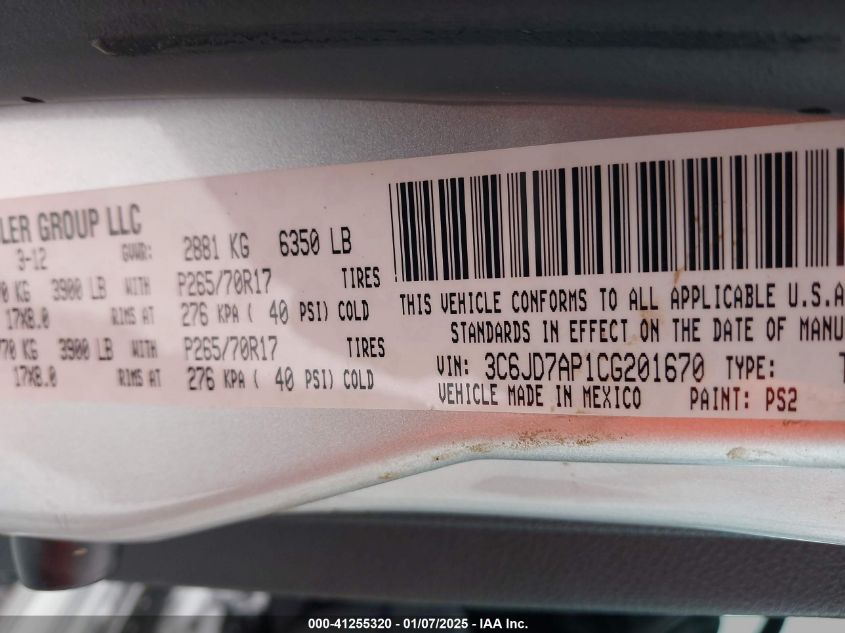 LER GROUP LLC
3-12 GVWR: 2881 KG 6350 LB
70 KG 3900 LB WITH P265/70R17 TIRES
17X8.0 RIMS AT 276 KPA ( 40 PSI) COLD
770 KG 3900 LB WITH P265/70R17 TIRES
17X8.0 RIMS AT 276 KPA ( 40 PSI) COLD
THIS VEHICLE CONFORMS TO ALL APPLICABLE U.S.A
STANDARDS IN EFFECT ON THE DATE OF MANU
VIN: 3C6JD7AP1CG201670 TYPE: T
VEHICLE MADE IN MEXICO PAINT: PS2
000-41255320 | 01/07/2025 - IAA Inc.